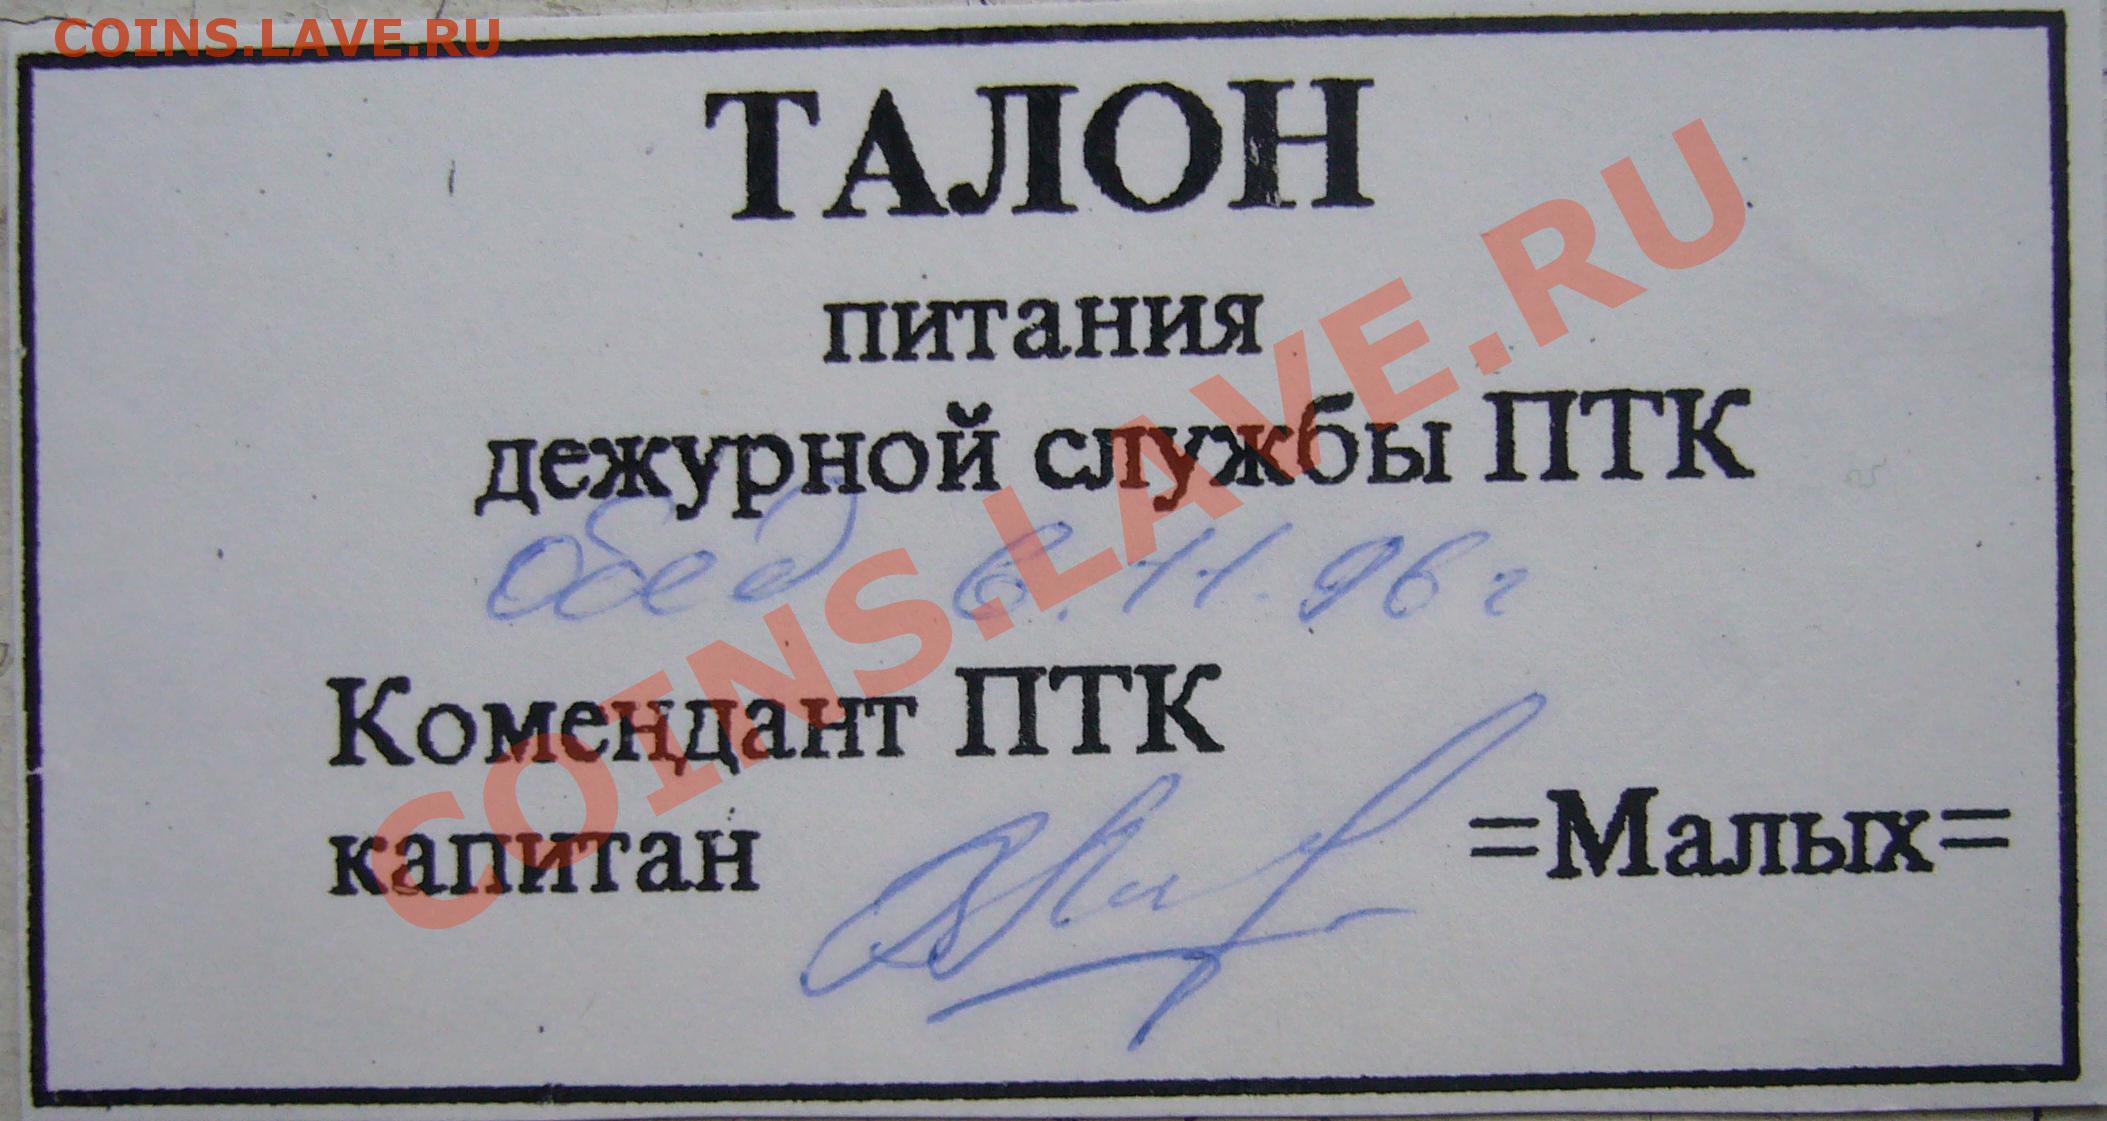 COINS.LAVE.RU
ТАЛОН
питания
дежурной службы ПТК
Обед 6.11.96 г
Комендант ПТК
капитан =Малых=
COINS.LAVE.RU